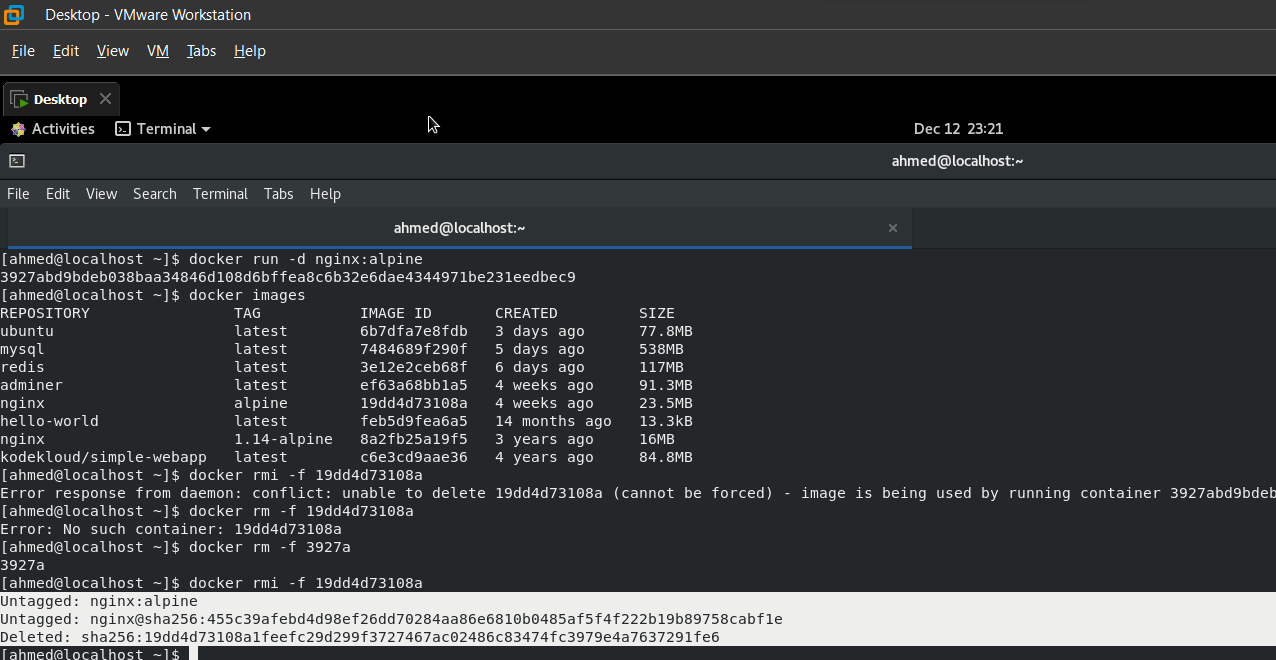 Desktop - VMware Workstation
File Edit View VM Tabs Help
Desktop
Activities Terminal Dec 12 23:21
ahmed@localhost:~
File Edit View Search Terminal Tabs Help
ahmed@localhost:~
[ahmed@localhost ~]$ docker run -d nginx:alpine
3927abd9bdeb038baa34846d108d6bffea8c6b32e6dae4344971be231eedbec9
[ahmed@localhost ~]$ docker images
REPOSITORY TAG IMAGE ID CREATED SIZE
ubuntu latest 6b7dfa7e8fdb 3 days ago 77.8MB
mysql latest 7484689f290f 5 days ago 538MB
redis latest 3e12e2ceb68f 6 days ago 117MB
adminer latest ef63a68bb1a5 4 weeks ago 91.3MB
nginx alpine 19dd4d73108a 4 weeks ago 23.5MB
hello-world latest feb5d9fea6a5 14 months ago 13.3kB
nginx 1.14-alpine 8a2fb25a19f5 3 years ago 16MB
kodekloud/simple-webapp latest c6e3cd9aae36 4 years ago 84.8MB
[ahmed@localhost ~]$ docker rmi -f 19dd4d73108a
Error response from daemon: conflict: unable to delete 19dd4d73108a (cannot be forced) - image is being used by running container 3927abd9bdeb
[ahmed@localhost ~]$ docker rm -f 19dd4d73108a
Error: No such container: 19dd4d73108a
[ahmed@localhost ~]$ docker rm -f 3927a
3927a
[ahmed@localhost ~]$ docker rmi -f 19dd4d73108a
Untagged: nginx:alpine
Untagged: nginx@sha256:455c39afebd4d98ef26dd70284aa86e6810b0485af5f4f222b19b89758cabf1e
Deleted: sha256:19dd4d73108a1feefc29d299f3727467ac02486c83474fc3979e4a7637291fe6
[ahmed@localhost ~]$